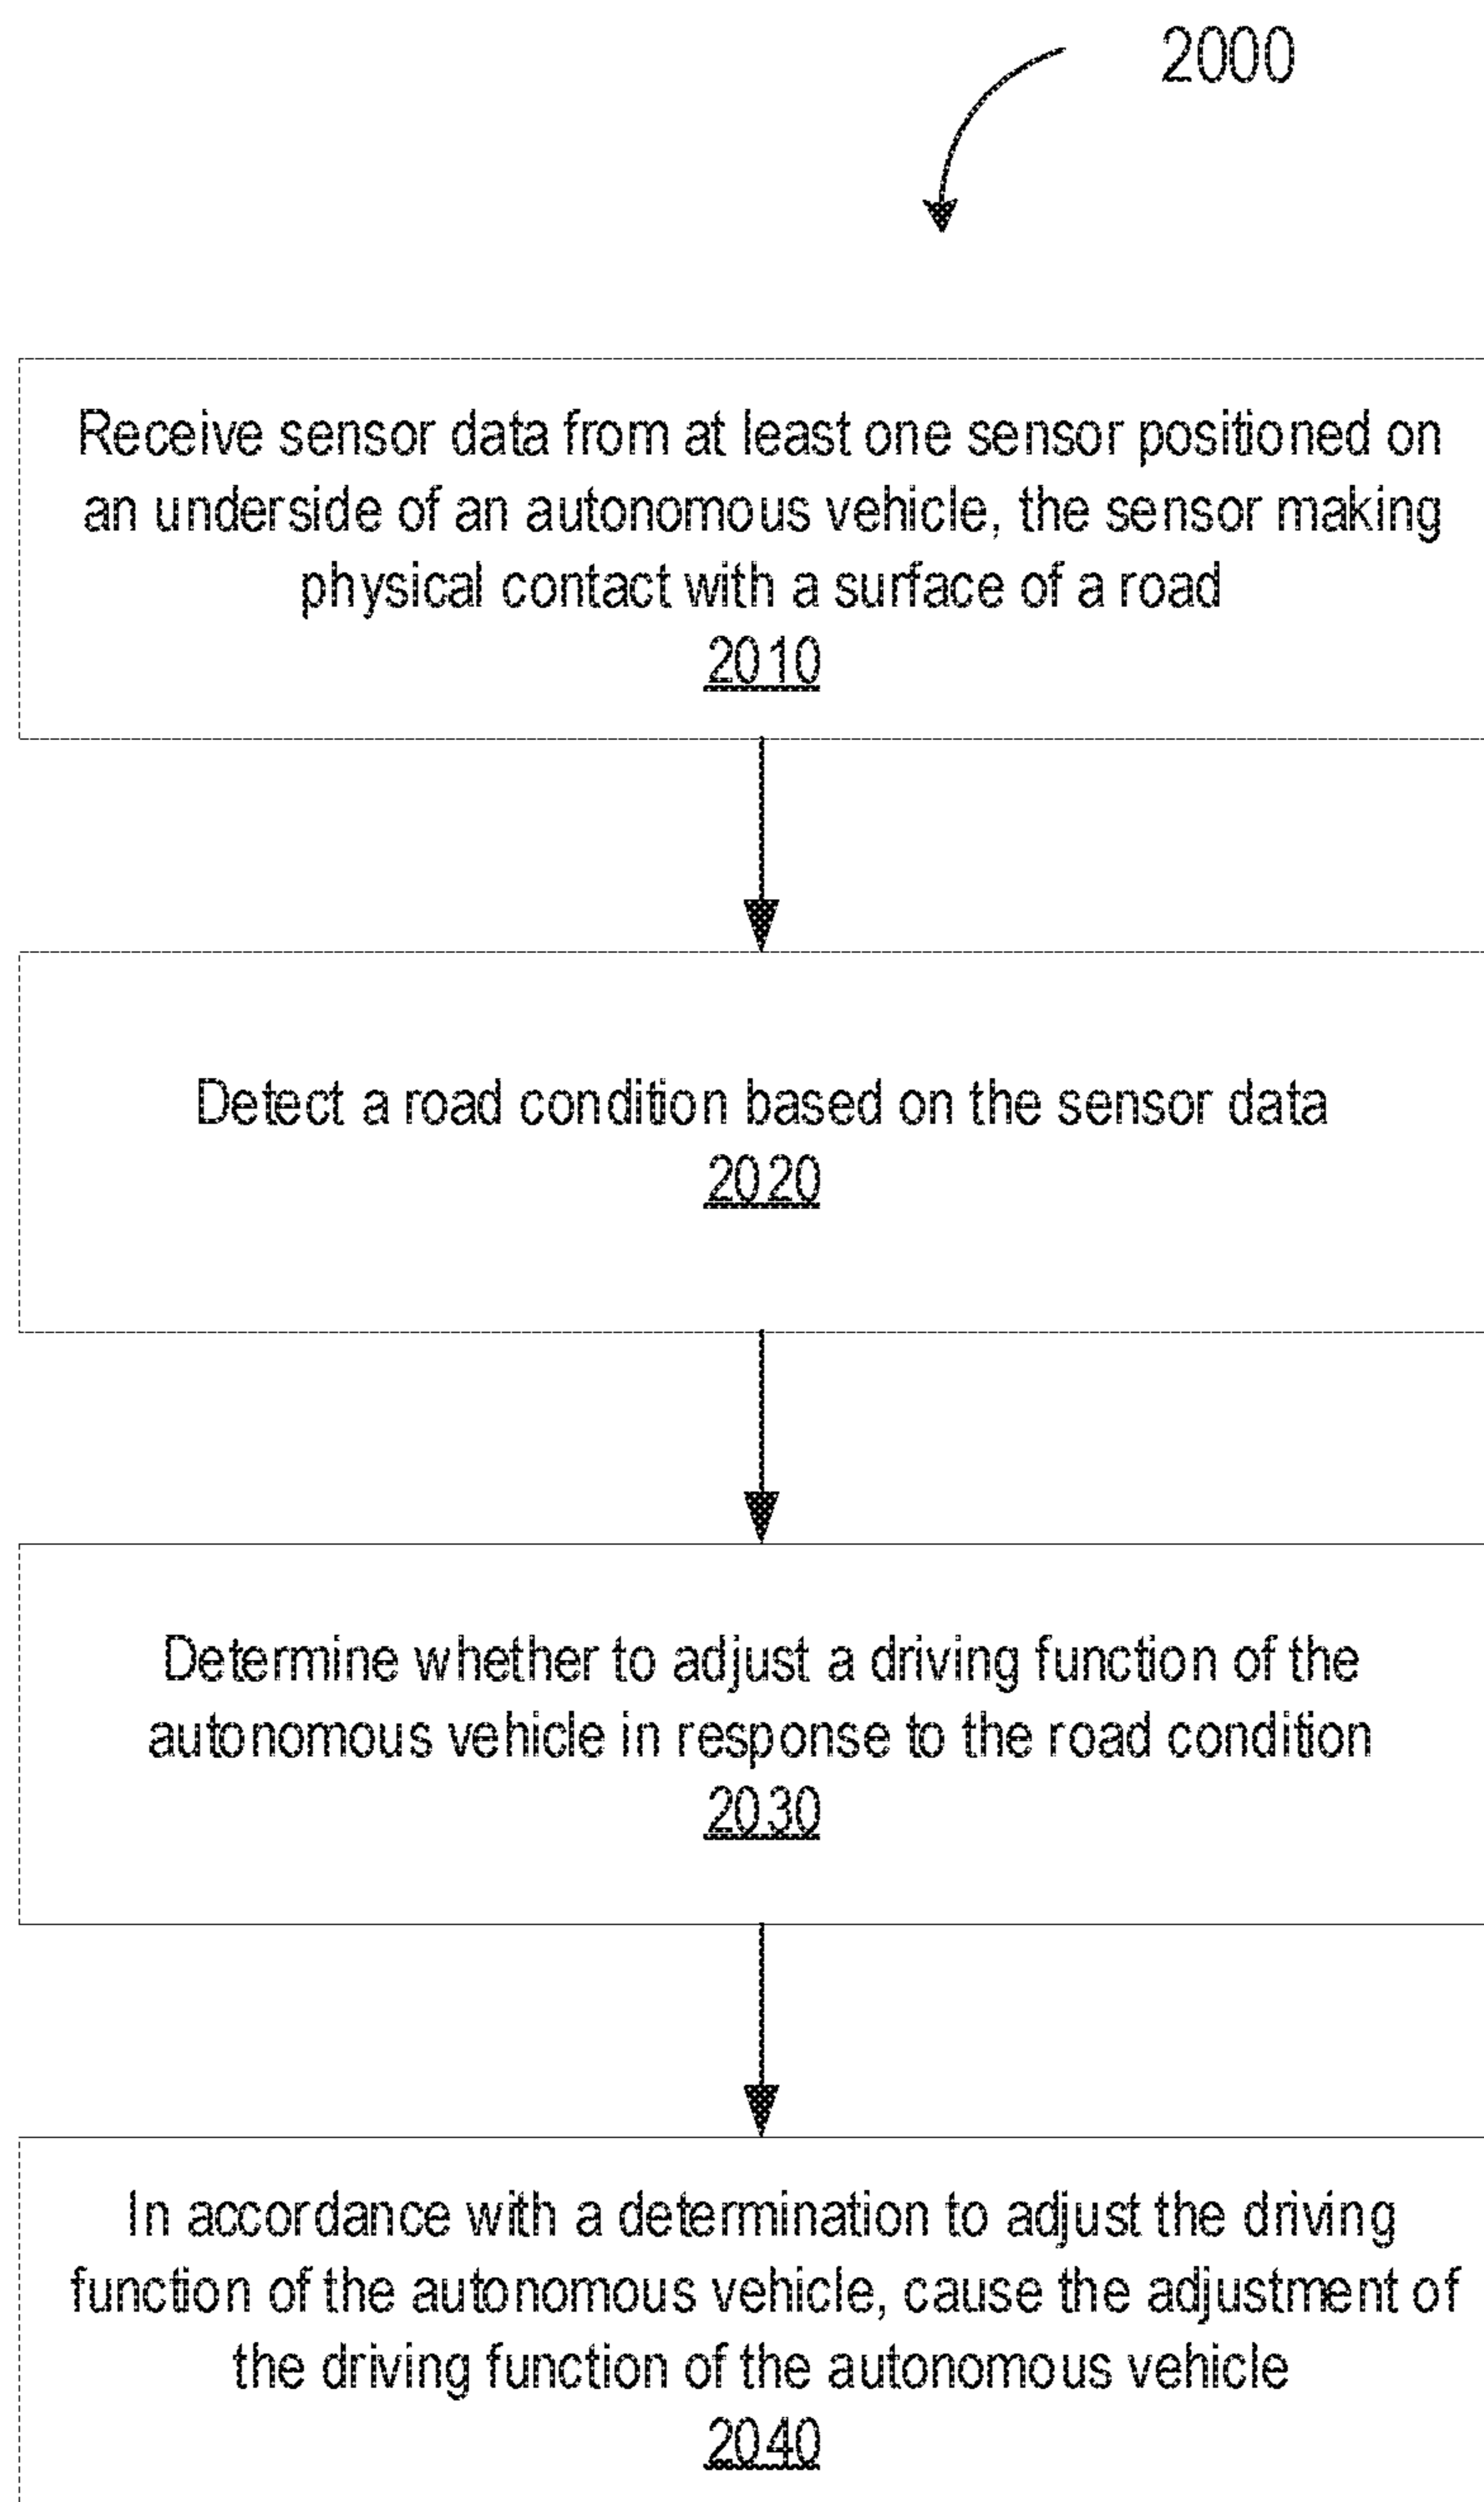 2000
Receive sensor data from at least one sensor positioned on
an underside of an autonomous vehicle, the sensor making
physical contact with a surface of a road
2010
Detect a road condition based on the sensor data
2020
Determine whether to adjust a driving function of the
autonomous vehicle in response to the road condition
2030
In accordance with a determination to adjust the driving
function of the autonomous vehicle, cause the adjustment of
the driving function of the autonomous vehicle
2040